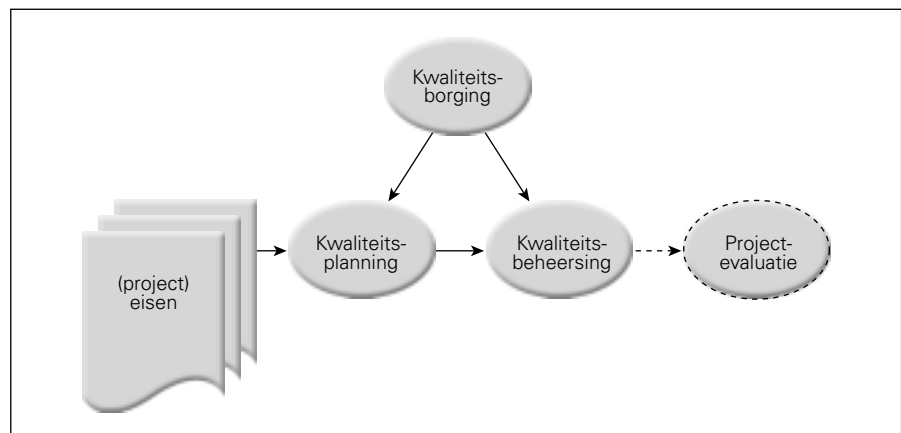 Kwaliteits-
borging
(project)
eisen
Kwaliteits-
planning
Kwaliteits-
beheersing
Project-
evaluatie